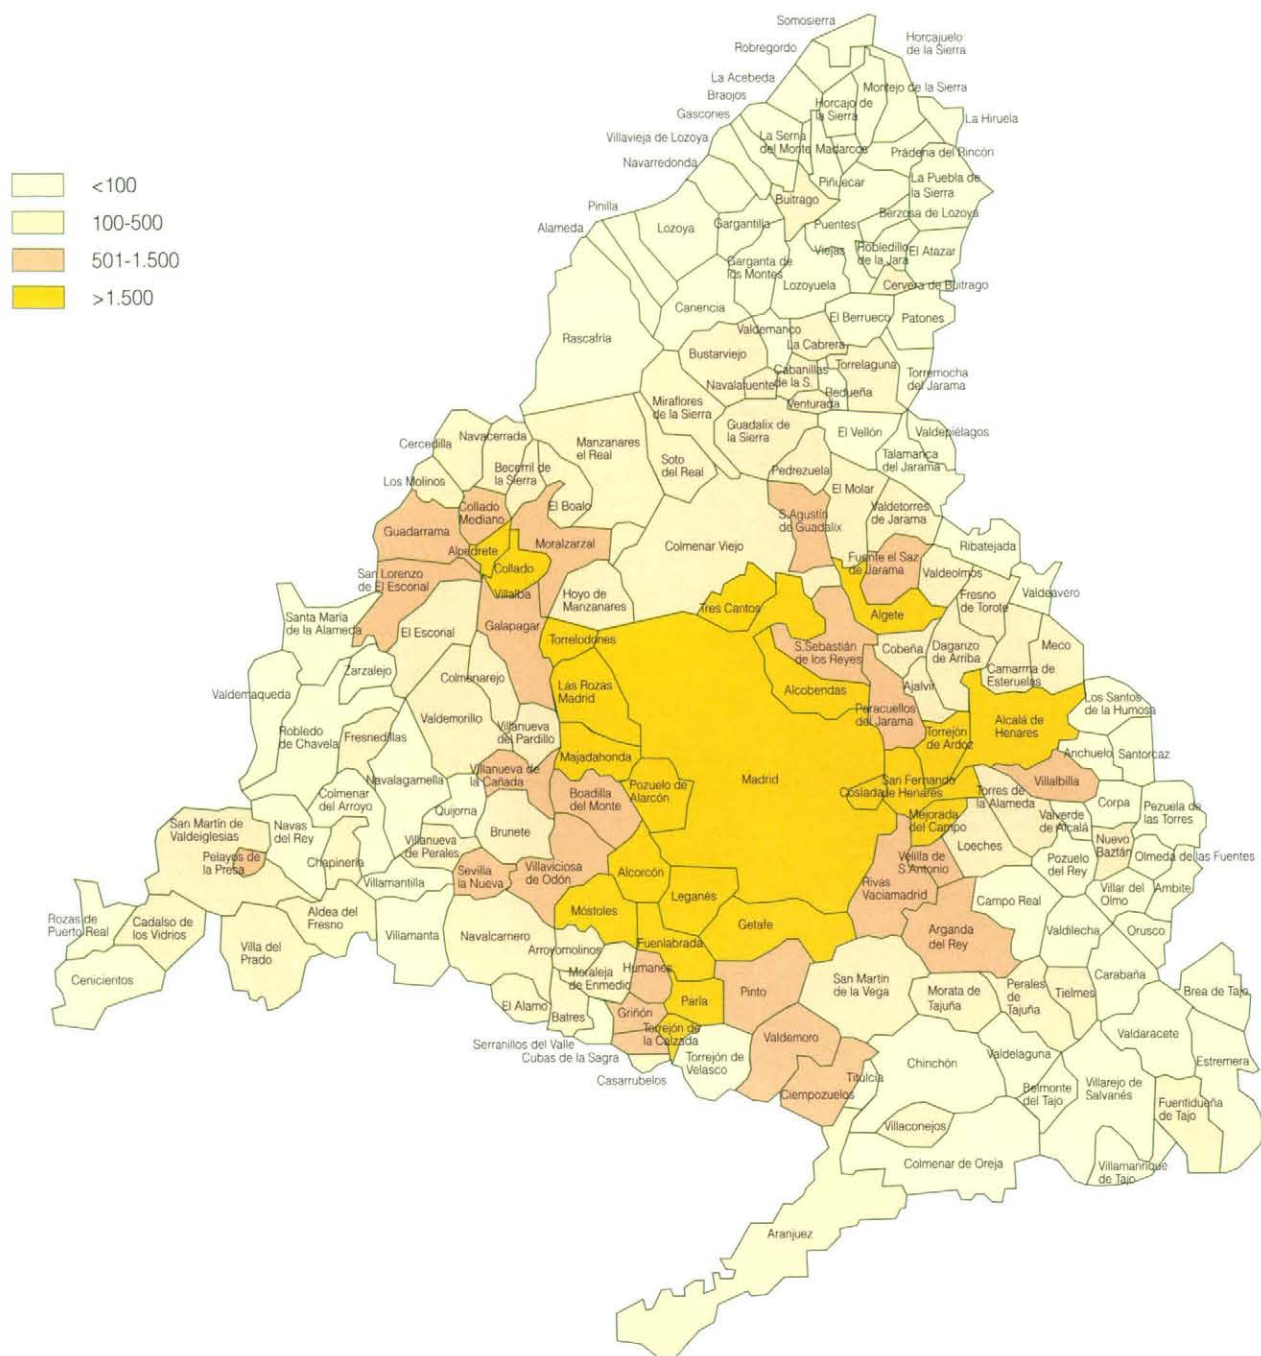 Somosierra
Horcajuelo
de la Sierra
Robregordo
La Acebeda
Montejo de la Sierra
Braojos
Horcajo de
la Sierra
Gascones
La Hiruela
Villavieja de Lozoya
La Serna
del Monte
Madarcos
Prádena del Rincón
Navarredonda
<100
100-500
501-1.500
>1.500
Piñuecar
La Puebla de
la Sierra
Buitrago
Pinilla
Berzosa de Lozoya
Alameda
Lozoya
Gargantilla
Puentes
Viejas
Robledillo
de la Jara
El Atazar
Garganta de
los Montes
Lozoyuela
Cervera de Buitrago
Canencia
El Berrueco
Patones
Rascafría
Valdemanco
La Cabrera
Bustarviejo
Torrelaguna
Cabanillas
de la S.
Torremocha
del Jarama
Navalafuente
Redueña
Venturada
Miraflores
de la Sierra
Guadalix de
la Sierra
El Vellón
Valdepiélagos
Cercedilla
Navacerrada
Manzanares
el Real
Talamanca
del Jarama
Becerril de
la Sierra
Soto
del Real
Pedrezuela
Los Molinos
El Molar
Collado
Mediano
El Boalo
Valdetorres
de Jarama
Guadarrama
S.Agustín
de Guadalix
Moralzarzal
Colmenar Viejo
Ribatejada
Alpedrete
Collado
Villalba
Fuente el Saz
de Jarama
Valdeolmos
San Lorenzo
de El Escorial
Hoyo de
Manzanares
Fresno
de Torote
Valdeavero
Tres Cantos
Algete
Santa María
de la Alameda
El Escorial
Galapagar
Torrelodones
S.Sebastián
de los Reyes
Cobeña
Daganzo
de Arriba
Meco
Zarzalejo
Colmenarejo
Camarma de
Esteruelas
Las Rozas
Madrid
Alcobendas
Ajalvir
Valdemaqueda
Los Santos
de la Humosa
Valdemorillo
Paracuellos
del Jarama
Robledo
de Chavela
Fresnedillas
Villanueva
del Pardillo
Torrejón
de Ardoz
Alcalá de
Henares
Majadahonda
Anchuelo
Santorcaz
Navalagamella
Villanueva de
la Cañada
Madrid
San Fernando
de Henares
Villalbilla
Colmenar
del Arroyo
Boadilla
del Monte
Pozuelo de
Alarcón
Coslada
Torres de
la Alameda
Quijorna
Corpa
Pezuela de
las Torres
San Martín de
Valdeiglesias
Navas
del Rey
Mejorada
del Campo
Valverde
de Alcalá
Brunete
Villanueva
de Perales
Loeches
Nuevo
Baztán
Pelayos de
la Presa
Chapinería
Velilla de
S.Antonio
Pozuelo
del Rey
Olmeda de las Fuentes
Sevilla
la Nueva
Villaviciosa
de Odón
Alcorcón
Villamantilla
Rivas
Vaciamadrid
Villar del
Olmo
Ambite
Leganés
Campo Real
Rozas de
Puerto Real
Cadalso de
los Vidrios
Aldea del
Fresno
Móstoles
Getafe
Orusco
Villamanta
Navalcarnero
Arganda
del Rey
Valdilecha
Villa del
Prado
Fuenlabrada
Arroyomolinos
Carabaña
Cenicientos
Moraleja
de Enmedio
Humanes
San Martín
de la Vega
Morata de
Tajuña
Perales
de
Tajuña
Tielmes
Pinto
Brea de Tajo
El Alamo
Parla
Batres
Griñón
Valdaracete
Torrejón de
la Calzada
Valdemoro
Serranillos del Valle
Cubas de la Sagra
Torrejón de
Velasco
Chinchón
Valdelaguna
Estremera
Casarrubelos
Titulcia
Ciempozuelos
Belmonte
del Tajo
Villarejo de
Salvanés
Fuentidueña
de Tajo
Villaconejos
Colmenar de Oreja
Villamanrique
de Tajo
Aranjuez